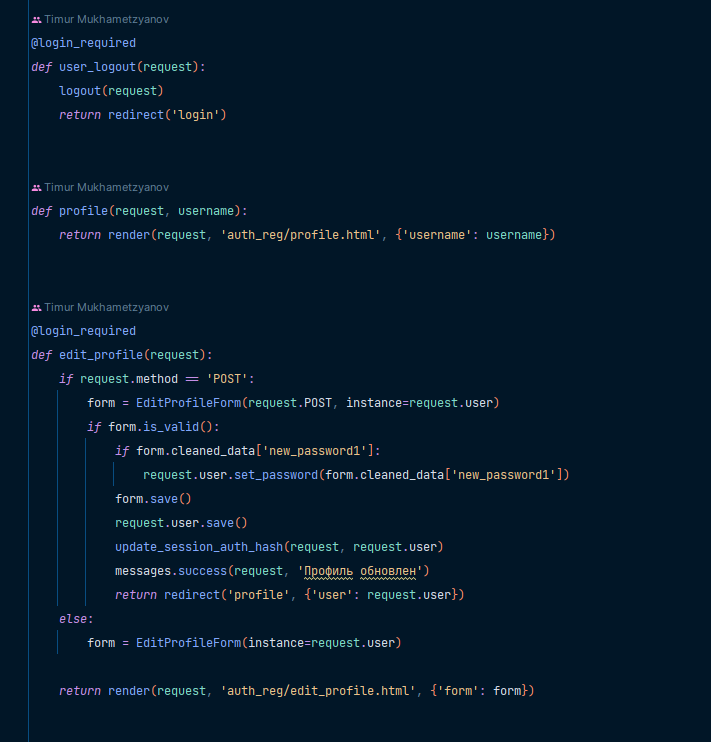 Timur Mukhametzyanov
@login_required
def user_logout(request):
    logout(request)
    return redirect('login')
Timur Mukhametzyanov
def profile(request, username):
    return render(request, 'auth_reg/profile.html', {'username': username})
Timur Mukhametzyanov
@login_required
def edit_profile(request):
    if request.method == 'POST':
        form = EditProfileForm(request.POST, instance=request.user)
        if form.is_valid():
            if form.cleaned_data['new_password1']:
                request.user.set_password(form.cleaned_data['new_password1'])
            form.save()
            request.user.save()
            update_session_auth_hash(request, request.user)
            messages.success(request, 'Профиль обновлен')
            return redirect('profile', {'user': request.user})
    else:
        form = EditProfileForm(instance=request.user)
    return render(request, 'auth_reg/edit_profile.html', {'form': form})